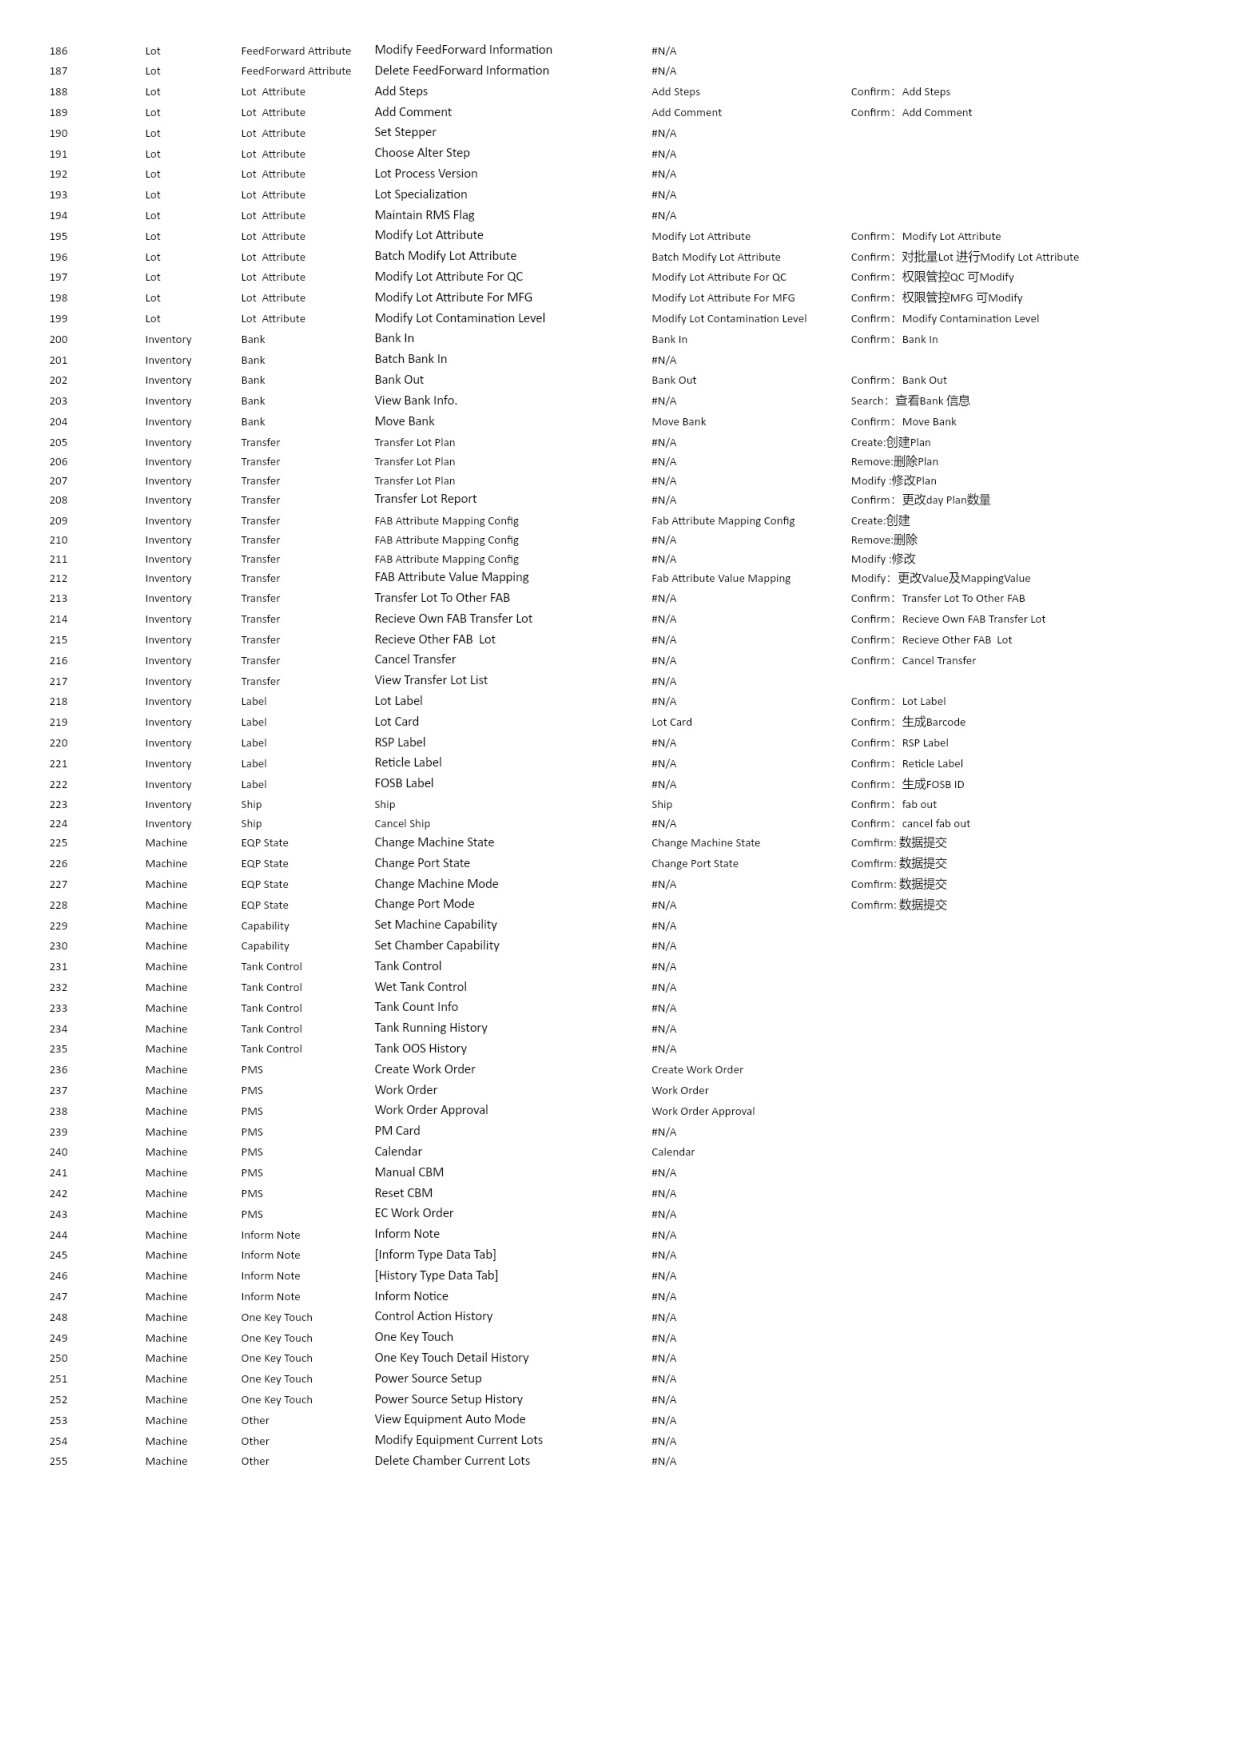 186 Lot FeedForward Attribute Modify FeedForward Information #N/A
187 Lot FeedForward Attribute Delete FeedForward Information #N/A
188 Lot Lot  Attribute Add Steps Add Steps Confirm：Add Steps
189 Lot Lot  Attribute Add Comment Add Comment Confirm：Add Comment
190 Lot Lot  Attribute Set Stepper #N/A
191 Lot Lot  Attribute Choose Alter Step #N/A
192 Lot Lot  Attribute Lot Process Version #N/A
193 Lot Lot  Attribute Lot Specialization #N/A
194 Lot Lot  Attribute Maintain RMS Flag #N/A
195 Lot Lot  Attribute Modify Lot Attribute Modify Lot Attribute Confirm：Modify Lot Attribute
196 Lot Lot  Attribute Batch Modify Lot Attribute Batch Modify Lot Attribute Confirm：对批量Lot 进行Modify Lot Attribute
197 Lot Lot  Attribute Modify Lot Attribute For QC Modify Lot Attribute For QC Confirm：权限管控QC 可Modify
198 Lot Lot  Attribute Modify Lot Attribute For MFG Modify Lot Attribute For MFG Confirm：权限管控MFG 可Modify
199 Lot Lot  Attribute Modify Lot Contamination Level Modify Lot Contamination Level Confirm：Modify Contamination Level
200 Inventory Bank Bank In Bank In Confirm：Bank In
201 Inventory Bank Batch Bank In #N/A
202 Inventory Bank Bank Out Bank Out Confirm：Bank Out
203 Inventory Bank View Bank Info. #N/A Search：查看Bank 信息
204 Inventory Bank Move Bank Move Bank Confirm：Move Bank
205 Inventory Transfer Transfer Lot Plan #N/A Create:创建Plan
206 Inventory Transfer Transfer Lot Plan #N/A Remove:删除Plan
207 Inventory Transfer Transfer Lot Plan #N/A Modify :修改Plan
208 Inventory Transfer Transfer Lot Report #N/A Confirm：更改day Plan数量
209 Inventory Transfer FAB Attribute Mapping Config Fab Attribute Mapping Config Create:创建
210 Inventory Transfer FAB Attribute Mapping Config #N/A Remove:删除
211 Inventory Transfer FAB Attribute Mapping Config #N/A Modify :修改
212 Inventory Transfer FAB Attribute Value Mapping Fab Attribute Value Mapping Modify：更改Value及MappingValue
213 Inventory Transfer Transfer Lot To Other FAB #N/A Confirm：Transfer Lot To Other FAB
214 Inventory Transfer Recieve Own FAB Transfer Lot #N/A Confirm：Recieve Own FAB Transfer Lot
215 Inventory Transfer Recieve Other FAB  Lot #N/A Confirm：Recieve Other FAB  Lot
216 Inventory Transfer Cancel Transfer #N/A Confirm：Cancel Transfer
217 Inventory Transfer View Transfer Lot List #N/A
218 Inventory Label Lot Label #N/A Confirm：Lot Label
219 Inventory Label Lot Card Lot Card Confirm：生成Barcode
220 Inventory Label RSP Label #N/A Confirm：RSP Label
221 Inventory Label Reticle Label #N/A Confirm：Reticle Label
222 Inventory Label FOSB Label #N/A Confirm：生成FOSB ID
223 Inventory Ship Ship Ship Confirm：fab out
224 Inventory Ship Cancel Ship #N/A Confirm：cancel fab out
225 Machine EQP State Change Machine State Change Machine State Comfirm: 数据提交
226 Machine EQP State Change Port State Change Port State Comfirm: 数据提交
227 Machine EQP State Change Machine Mode #N/A Comfirm: 数据提交
228 Machine EQP State Change Port Mode #N/A Comfirm: 数据提交
229 Machine Capability Set Machine Capability #N/A
230 Machine Capability Set Chamber Capability #N/A
231 Machine Tank Control Tank Control #N/A
232 Machine Tank Control Wet Tank Control #N/A
233 Machine Tank Control Tank Count Info #N/A
234 Machine Tank Control Tank Running History #N/A
235 Machine Tank Control Tank OOS History #N/A
236 Machine PMS Create Work Order Create Work Order
237 Machine PMS Work Order Work Order
238 Machine PMS Work Order Approval Work Order Approval
239 Machine PMS PM Card #N/A
240 Machine PMS Calendar Calendar
241 Machine PMS Manual CBM #N/A
242 Machine PMS Reset CBM #N/A
243 Machine PMS EC Work Order #N/A
244 Machine Inform Note Inform Note #N/A
245 Machine Inform Note [Inform Type Data Tab] #N/A
246 Machine Inform Note [History Type Data Tab] #N/A
247 Machine Inform Note Inform Notice #N/A
248 Machine One Key Touch Control Action History #N/A
249 Machine One Key Touch One Key Touch #N/A
250 Machine One Key Touch One Key Touch Detail History #N/A
251 Machine One Key Touch Power Source Setup #N/A
252 Machine One Key Touch Power Source Setup History #N/A
253 Machine Other View Equipment Auto Mode #N/A
254 Machine Other Modify Equipment Current Lots #N/A
255 Machine Other Delete Chamber Current Lots #N/A